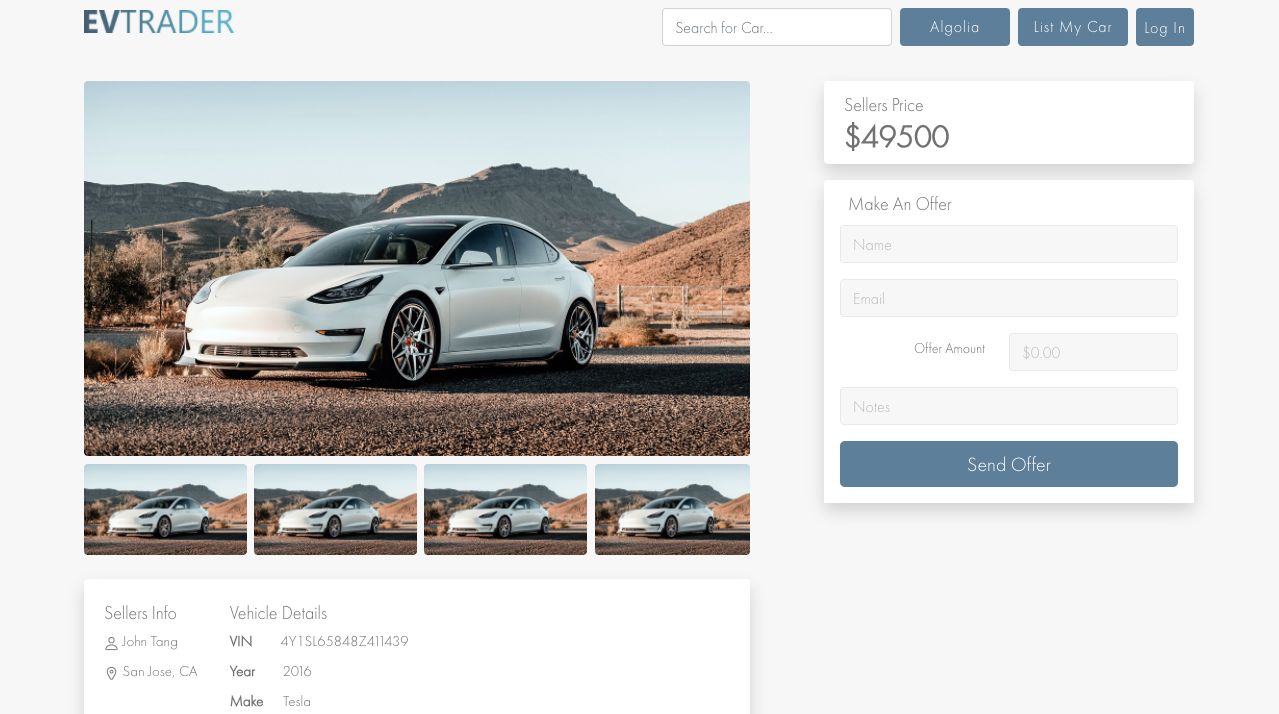 EVTRADER
Search for Car...
Algolia
List My Car
Log In
Sellers Price
$49500
Make An Offer
Name
Email
Offer Amount
$0.00
Notes
Send Offer
Sellers Info
John Tang
San Jose, CA
Vehicle Details
VIN 4Y1SL65848Z411439
Year 2016
Make Tesla